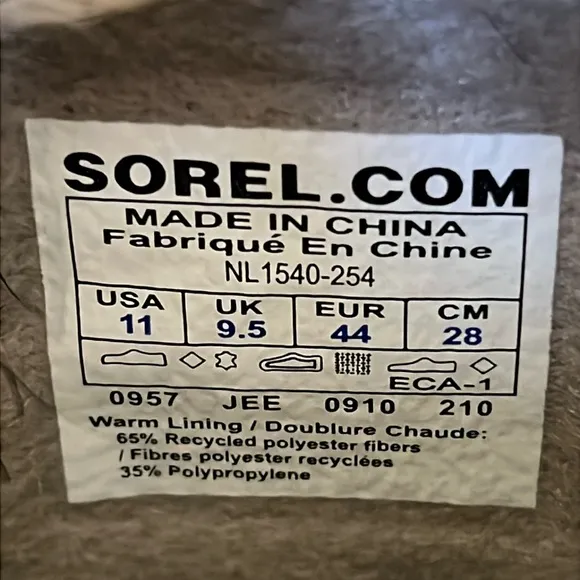 SOREL.COM
MADE IN CHINA
Fabriqué En Chine
NL1540-254
USA UK EUR CM
11 9.5 44 28
ECA-1
0957 JEE 0910 210
Warm Lining / Doublure Chaude:
65% Recycled polyester fibers
/ Fibres polyester recyclées
35% Polypropylene